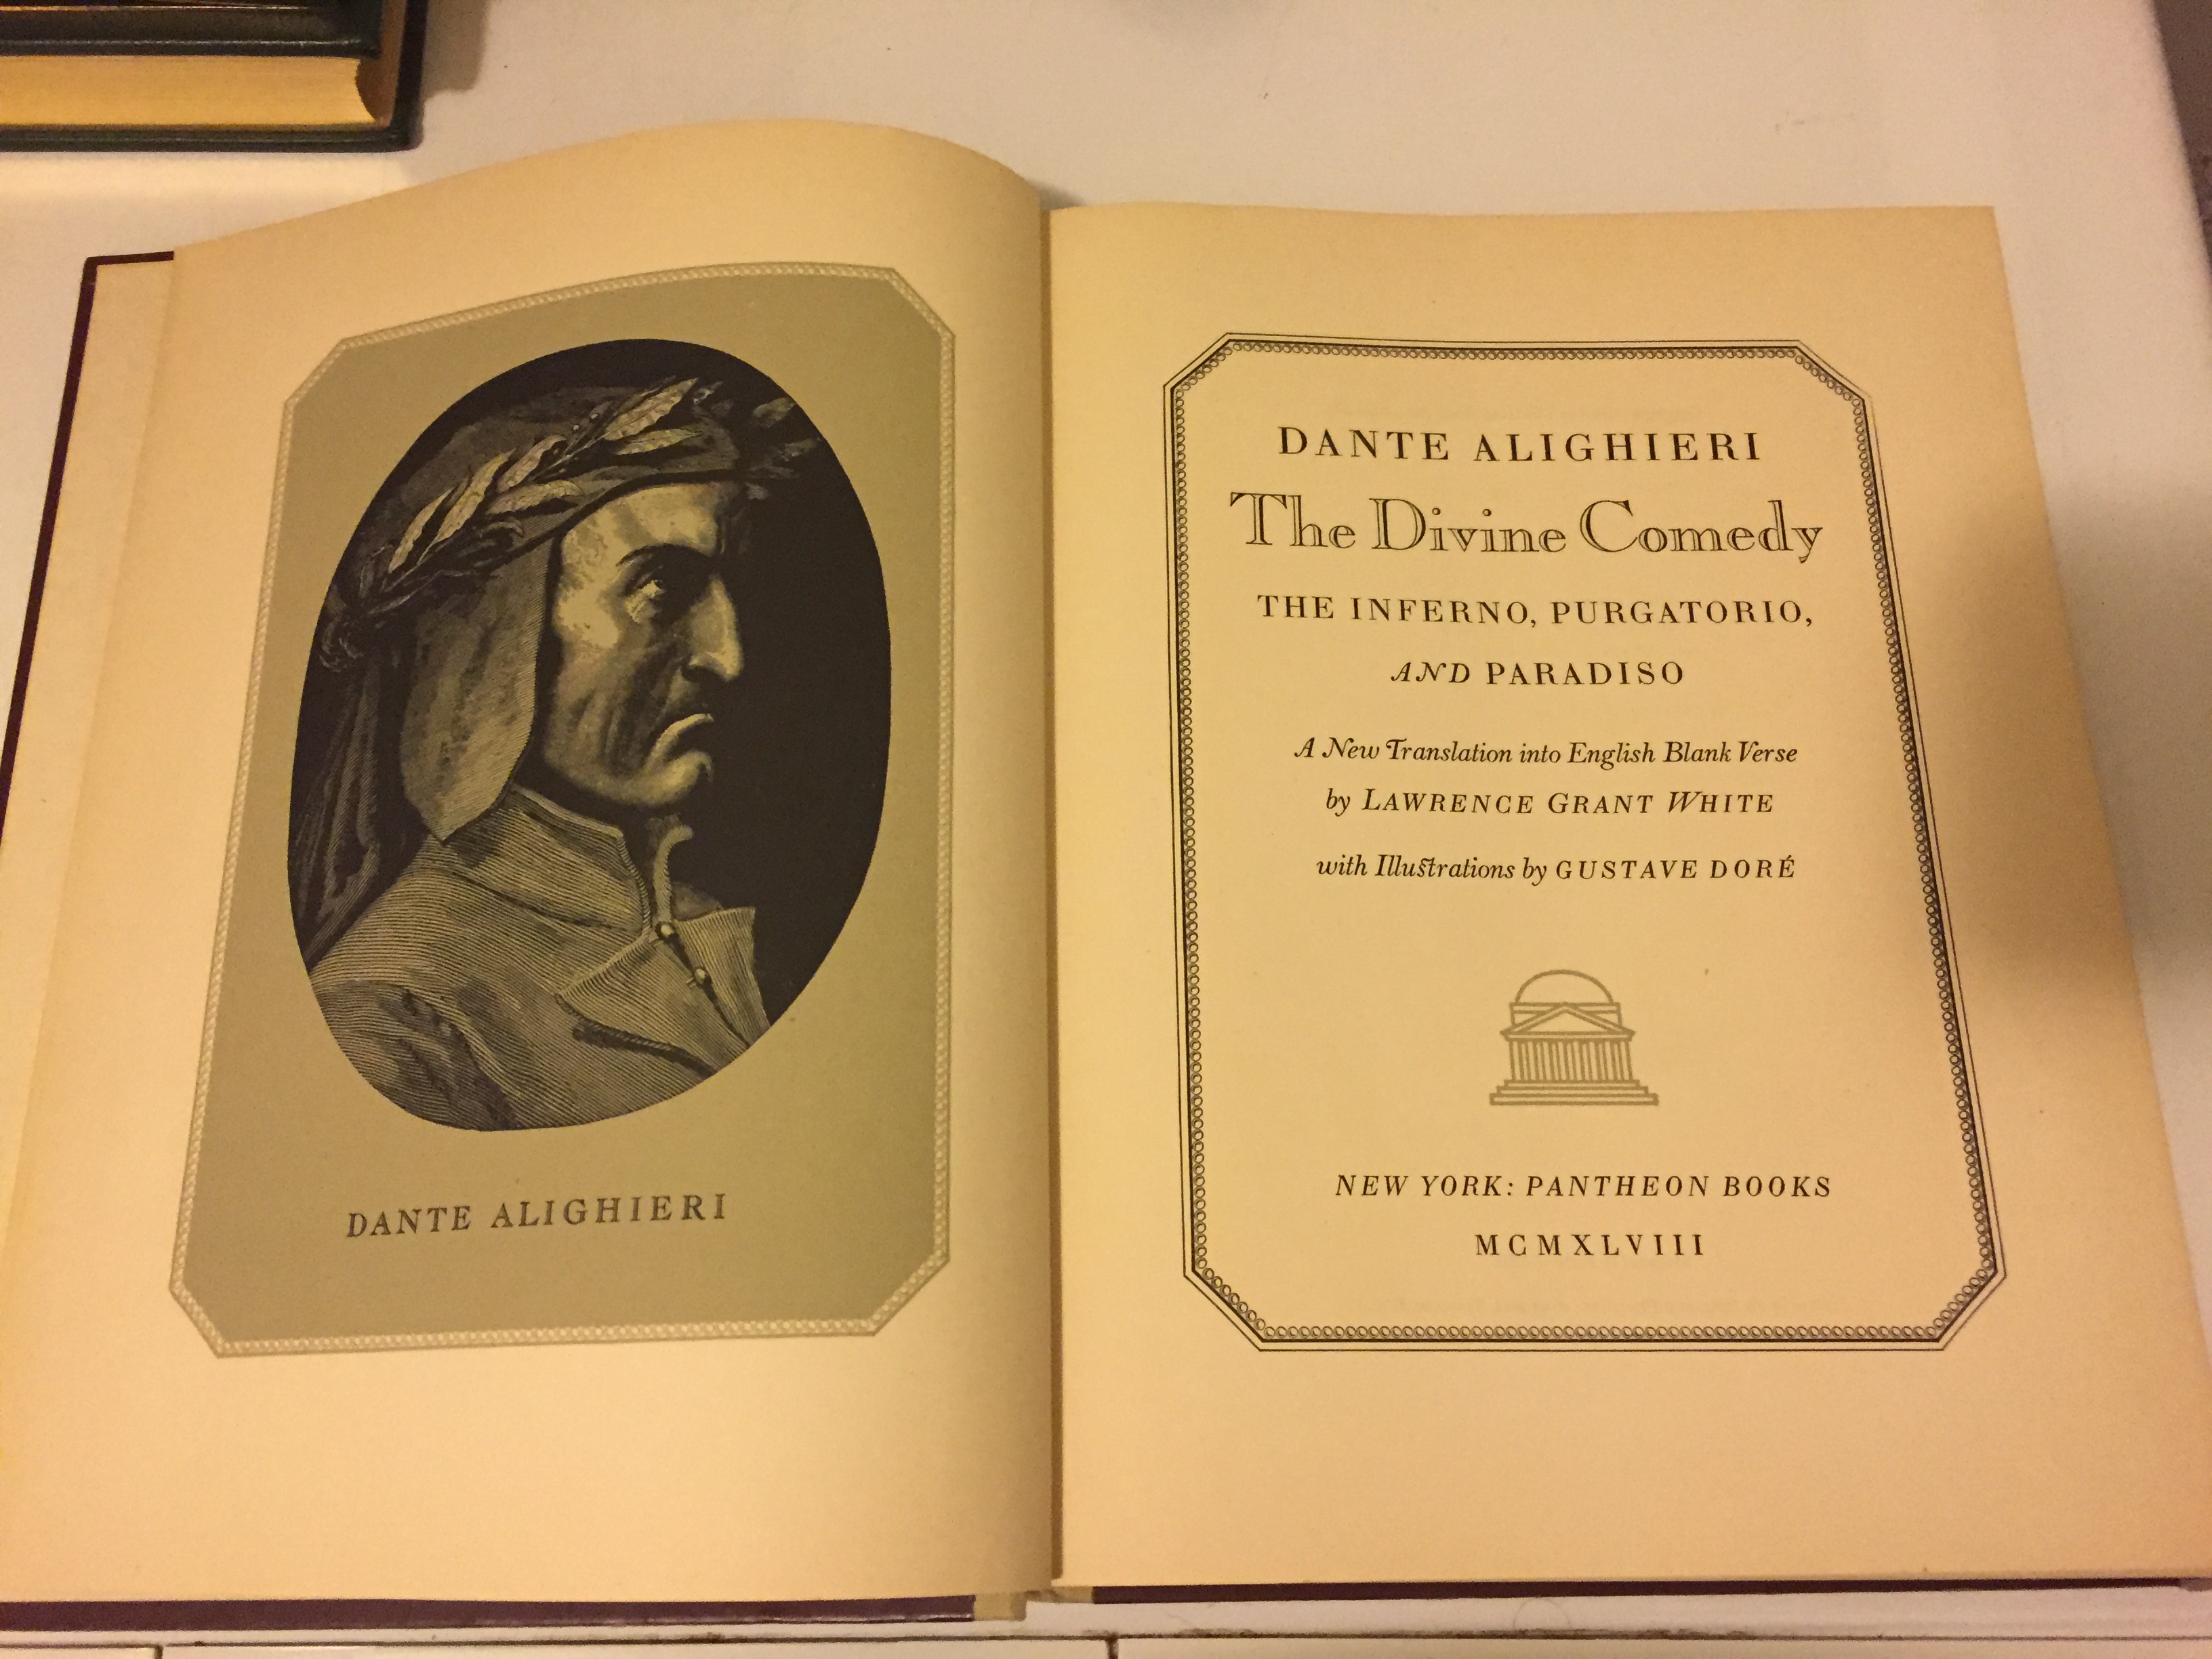 DANTE ALIGHIERI
DANTE ALIGHIERI
The Divine Comedy
THE INFERNO, PURGATORIO,
AND PARADISO
A New Translation into English Blank Verse
by LAWRENCE GRANT WHITE
with Illustrations by GUSTAVE DORÉ
NEW YORK: PANTHEON BOOKS
MCMXLVIII